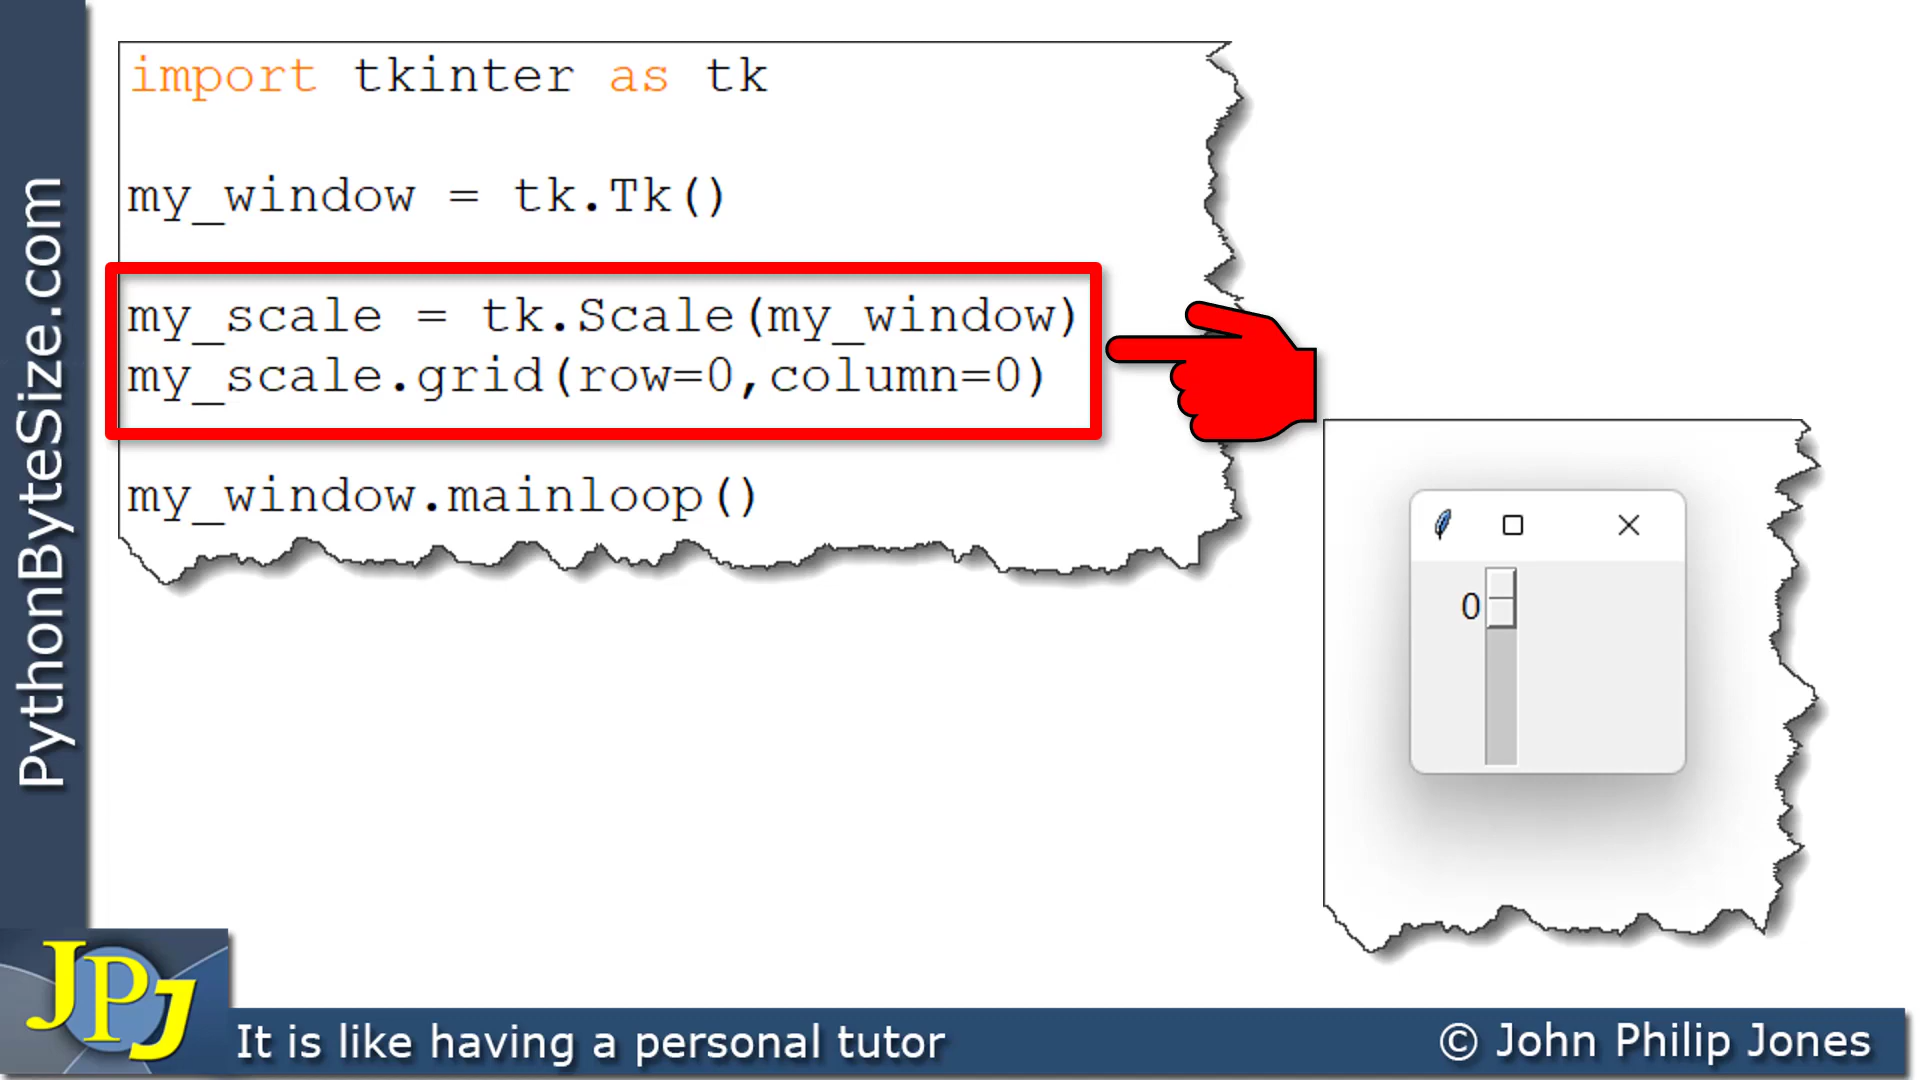 import tkinter as tk
my_window = tk.Tk()
my_scale = tk.Scale(my_window)
my_scale.grid(row=0,column=0)
my_window.mainloop()
0
PythonByteSize.com
JPJ
It is like having a personal tutor
© John Philip Jones